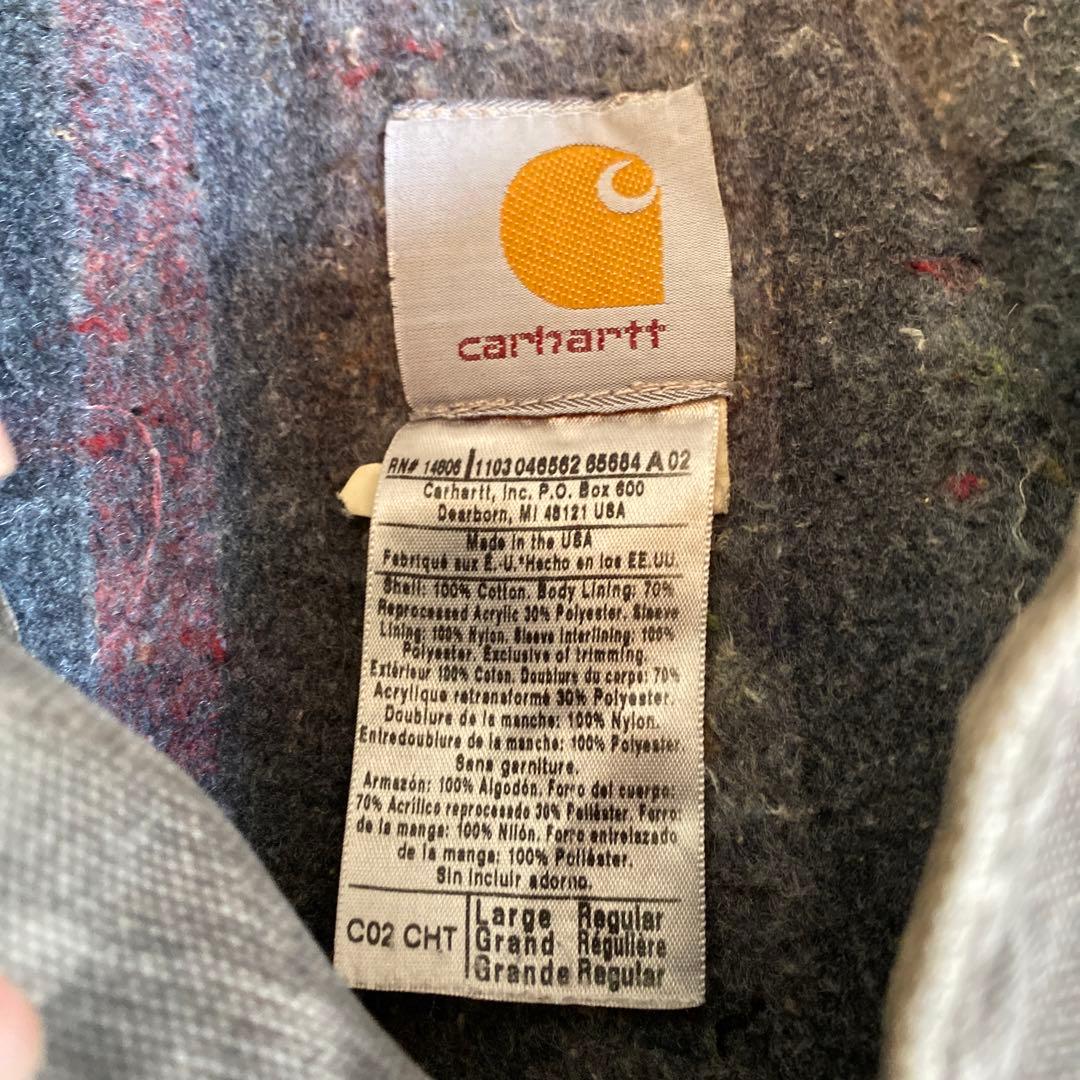 carhartt
RN# 14806 1103 046562 65684 A 02
Carhartt, Inc. P.O. Box 600
Dearborn, MI 48121 USA
Made in the USA
Fabriqué aux É.-U.*Hecho en los EE.UU.
Shell: 100% Cotton. Body Lining: 70%
Reprocessed Acrylic 30% Polyester. Sleeve
Lining: 100% Nylon. Sleeve Interlining: 100%
Polyester. Exclusive of trimming.
Extérieur 100% Coton. Doublure du corps: 70%
Acrylique retransformé 30% Polyester.
Doublure de la manche: 100% Nylon.
Entredoublure de la manche: 100% Polyester
Sans garniture.
Armazón: 100% Algodón. Forro del cuerpo:
70% Acrílico reprocesado 30% Poliéster. Forro
de la manga: 100% Nilón. Forro entrelazado
de la manga: 100% Poliéster.
Sin incluir adorno.
C02 CHT
Large Regular
Grand Régulière
Grande Regular